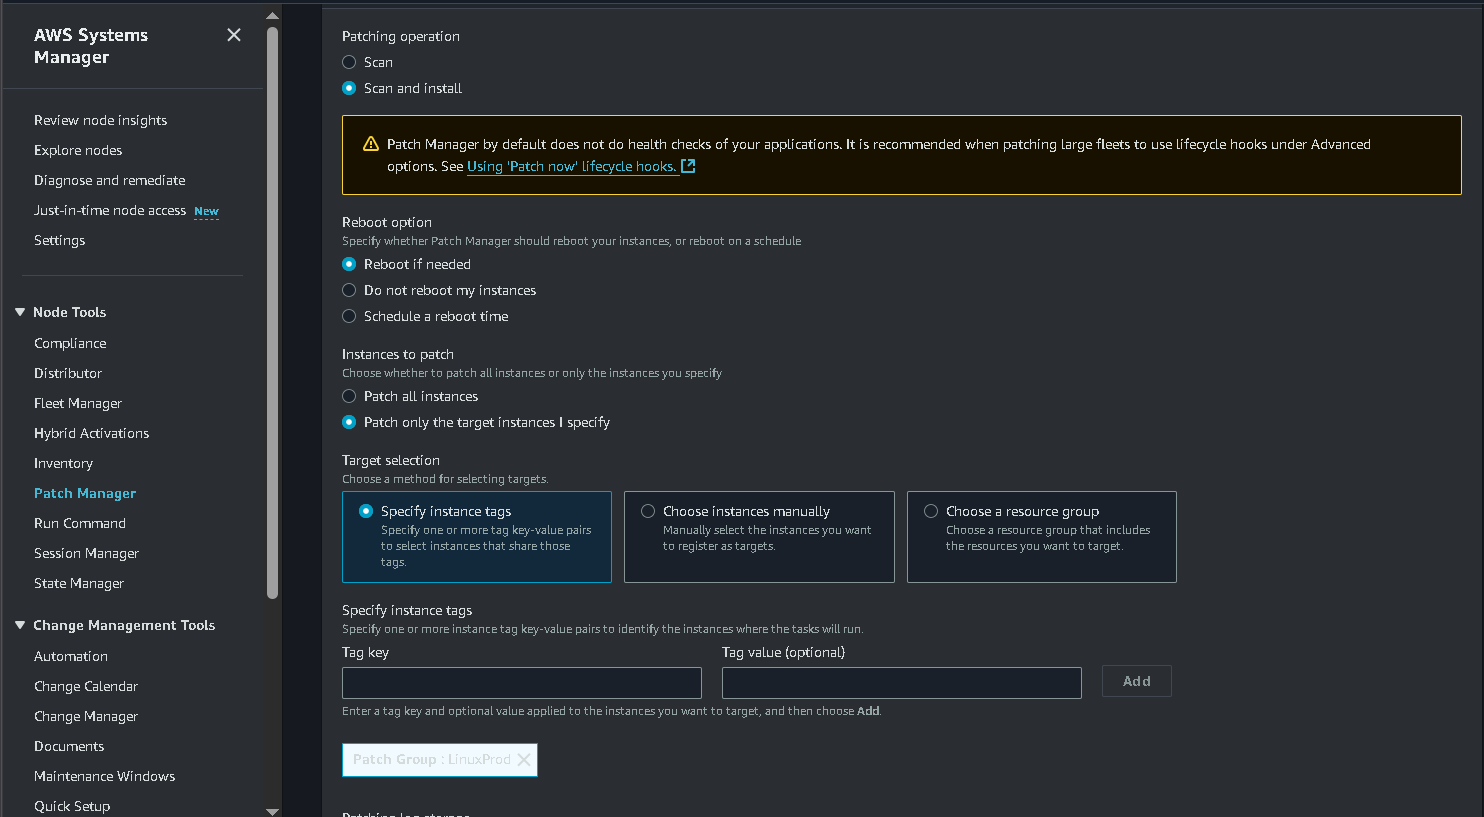 AWS Systems
Manager
Review node insights
Explore nodes
Diagnose and remediate
Just-in-time node access New
Settings
Node Tools
Compliance
Distributor
Fleet Manager
Hybrid Activations
Inventory
Patch Manager
Run Command
Session Manager
State Manager
Change Management Tools
Automation
Change Calendar
Change Manager
Documents
Maintenance Windows
Quick Setup
Patching operation
Scan
Scan and install
Patch Manager by default does not do health checks of your applications. It is recommended when patching large fleets to use lifecycle hooks under Advanced
options. See Using 'Patch now' lifecycle hooks.
Reboot option
Specify whether Patch Manager should reboot your instances, or reboot on a schedule
Reboot if needed
Do not reboot my instances
Schedule a reboot time
Instances to patch
Choose whether to patch all instances or only the instances you specify
Patch all instances
Patch only the target instances I specify
Target selection
Choose a method for selecting targets.
Specify instance tags
Specify one or more tag key-value pairs
to select instances that share those
tags.
Choose instances manually
Manually select the instances you want
to register as targets.
Choose a resource group
Choose a resource group that includes
the resources you want to target.
Specify instance tags
Specify one or more instance tag key-value pairs to identify the instances where the tasks will run.
Tag key
Tag value (optional)
Add
Enter a tag key and optional value applied to the instances you want to target, and then choose Add.
Patch Group : LinuxProd
Patching log storage